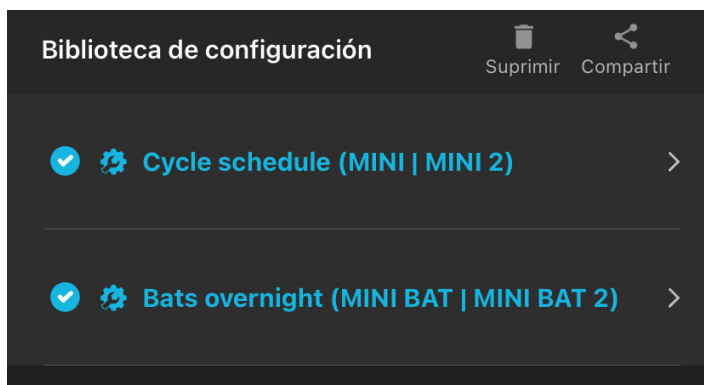 Biblioteca de configuración
Suprimir Compartir
Cycle schedule (MINI | MINI 2)
Bats overnight (MINI BAT | MINI BAT 2)